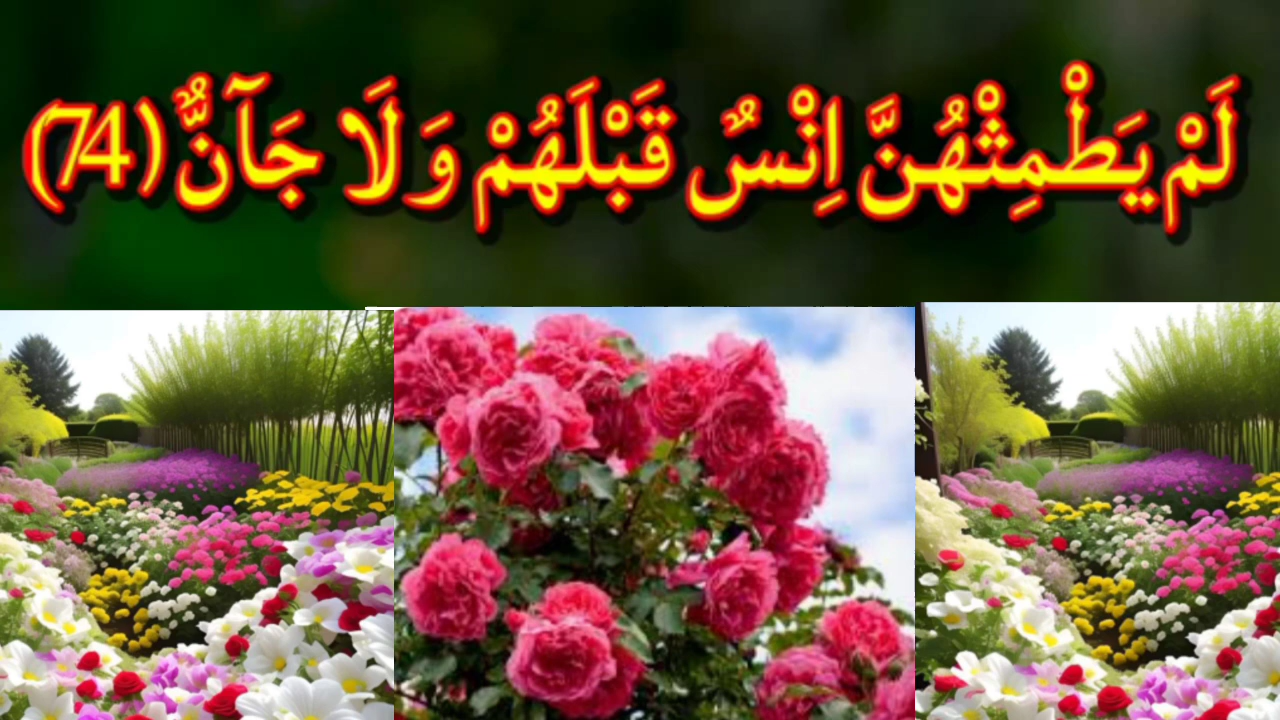 لَمْ يَطْمِثْهُنَّ اِنْسٌ قَبْلَهُمْ وَ لَا جَآنٌّ(74)